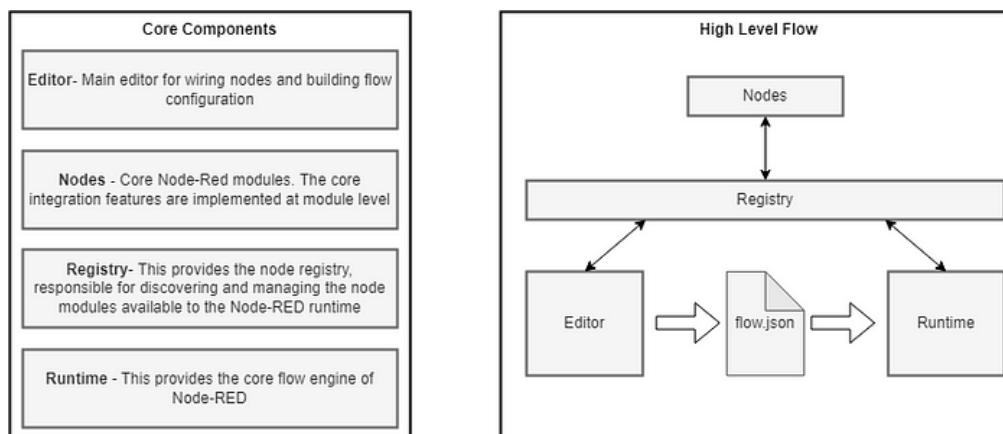 Core Components
Editor- Main editor for wiring nodes and building flow
configuration
Nodes - Core Node-Red modules. The core
integration features are implemented at module level
Registry- This provides the node registry,
responsible for discovering and managing the node
modules available to the Node-RED runtime
Runtime - This provides the core flow engine of
Node-RED
High Level Flow
Nodes
Registry
Editor
flow.json
Runtime